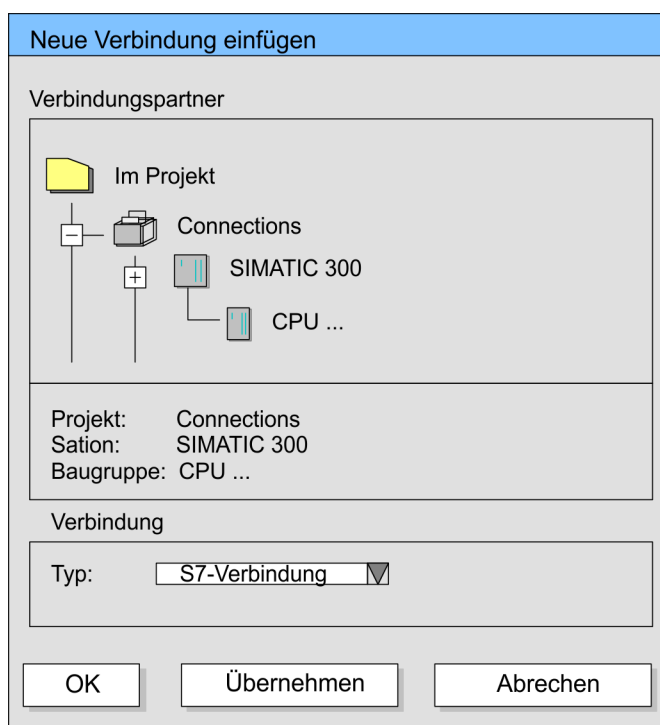 Neue Verbindung einfügen
Verbindungspartner
Im Projekt
Connections
SIMATIC 300
CPU ...
Projekt: Connections
Sation: SIMATIC 300
Baugruppe: CPU ...
Verbindung
Typ: S7-Verbindung
OK Übernehmen Abrechen